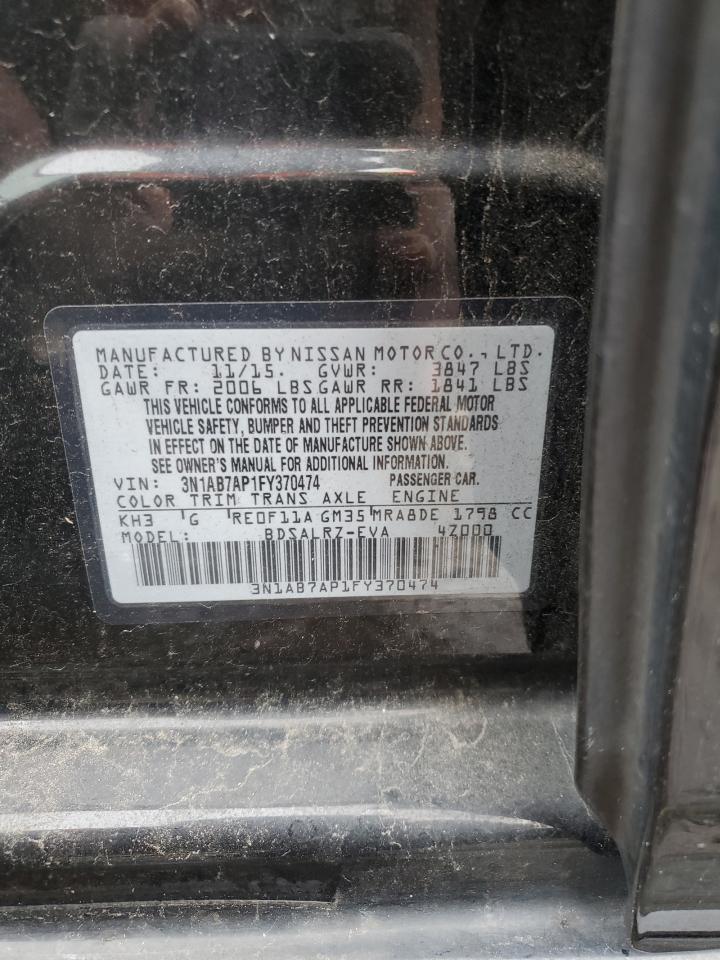 MANUFACTURED BY NISSAN MOTOR CO., LTD.
DATE: 11/15. GVWR: 3847 LBS
GAWR FR: 2006 LBS GAWR RR: 1841 LBS
THIS VEHICLE CONFORMS TO ALL APPLICABLE FEDERAL MOTOR
VEHICLE SAFETY, BUMPER AND THEFT PREVENTION STANDARDS
IN EFFECT ON THE DATE OF MANUFACTURE SHOWN ABOVE.
SEE OWNER'S MANUAL FOR ADDITIONAL INFORMATION.
VIN: 3N1AB7AP1FY370474 PASSENGER CAR.
COLOR TRIM TRANS AXLE ENGINE
KH3 G RE0F11A GM35 MRA8DE 1798 CC
MODEL: BDSALRZ-EVA 4Z000
3N1AB7AP1FY370474